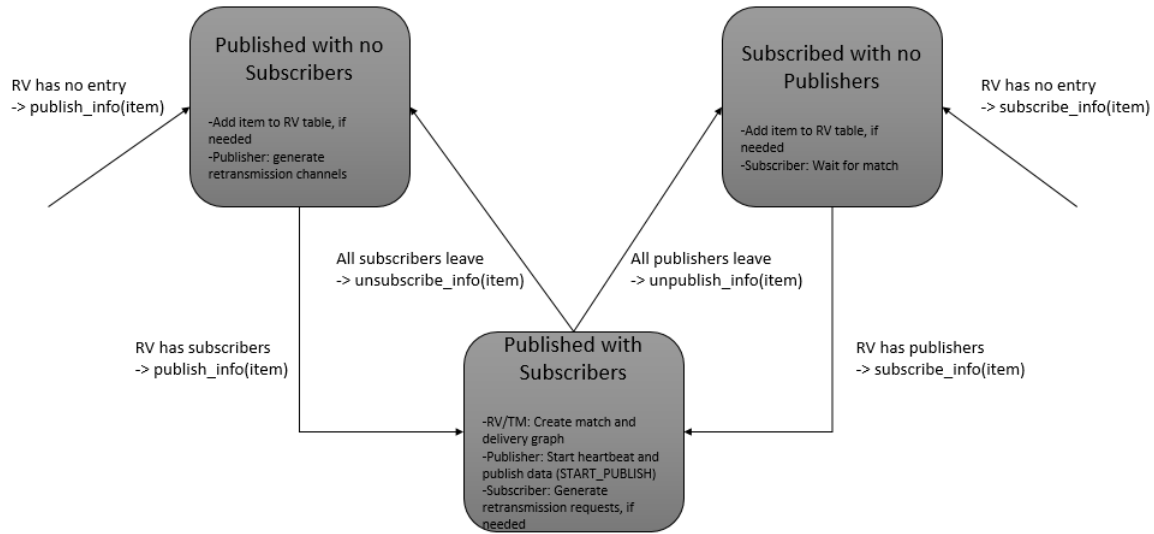 Published with no
Subscribers
-Add item to RV table, if
needed
-Publisher: generate
retransmission channels
Subscribed with no
Publishers
-Add item to RV table, if
needed
-Subscriber: Wait for match
RV has no entry
-> publish_info(item)
RV has no entry
-> subscribe_info(item)
All subscribers leave
-> unsubscribe_info(item)
All publishers leave
-> unpublish_info(item)
RV has subscribers
-> publish_info(item)
RV has publishers
-> subscribe_info(item)
Published with
Subscribers
-RV/TM: Create match and
delivery graph
-Publisher: Start heartbeat and
publish data (START_PUBLISH)
-Subscriber: Generate
retransmission requests, if
needed